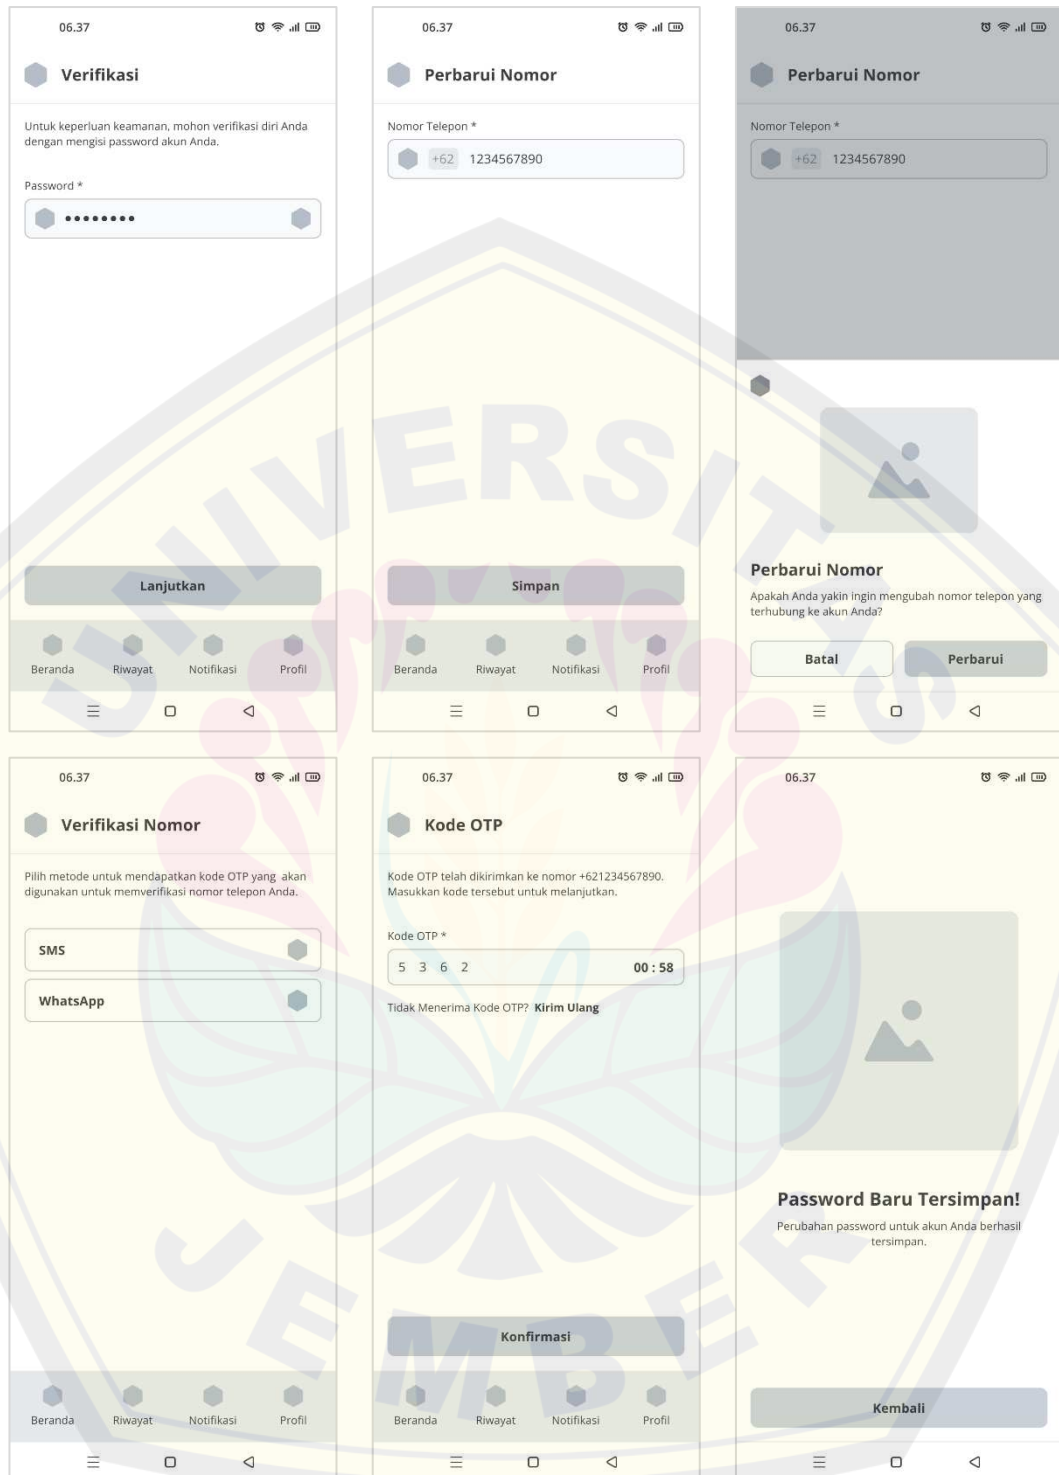 06.37
Verifikasi
Untuk keperluan keamanan, mohon verifikasi diri Anda
dengan mengisi password akun Anda.
Password *
Lanjutkan
Beranda Riwayat Notifikasi Profil
06.37
Perbarui Nomor
Nomor Telepon *
+62 1234567890
Simpan
Beranda Riwayat Notifikasi Profil
06.37
Perbarui Nomor
Nomor Telepon *
+62 1234567890
Perbarui Nomor
Apakah Anda yakin ingin mengubah nomor telepon yang
terhubung ke akun Anda?
Batal Perbarui
06.37
Verifikasi Nomor
Pilih metode untuk mendapatkan kode OTP yang akan
digunakan untuk memverifikasi nomor telepon Anda.
SMS
WhatsApp
Beranda Riwayat Notifikasi Profil
06.37
Kode OTP
Kode OTP telah dikirimkan ke nomor +621234567890.
Masukkan kode tersebut untuk melanjutkan.
Kode OTP *
5 3 6 2 00 : 58
Tidak Menerima Kode OTP? Kirim Ulang
Konfirmasi
Beranda Riwayat Notifikasi Profil
06.37
Password Baru Tersimpan!
Perubahan password untuk akun Anda berhasil
tersimpan.
Kembali
UNIVERSITAS
JEMBER